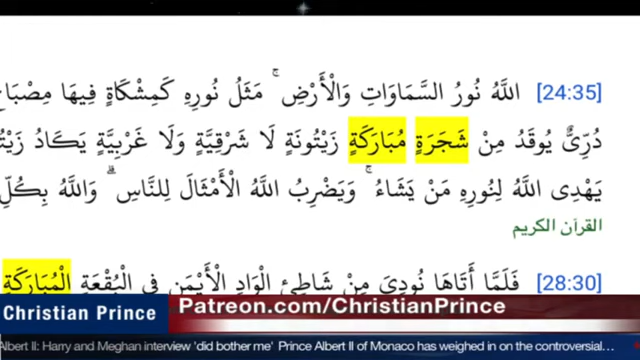 [24:35] اللَّهُ نُورُ السَّمَاوَاتِ وَالْأَرْضِ ۚ مَثَلُ نُورِهِ كَمِشْكَاةٍ فِيهَا مِصْبَاحٌ
دُرِّيٌّ يُوقَدُ مِنْ شَجَرَةٍ مُبَارَكَةٍ زَيْتُونَةٍ لَا شَرْقِيَّةٍ وَلَا غَرْبِيَّةٍ يَكَادُ
يَهْدِي اللَّهُ لِنُورِهِ مَنْ يَشَاءُ ۚ وَيَضْرِبُ اللَّهُ الْأَمْثَالَ لِلنَّاسِ ۗ وَاللَّهُ بِكُلِّ
القرآن الكريم
[28:30] فَلَمَّا أَتَاهَا نُودِيَ مِنْ شَاطِئِ الْوَادِ الْأَيْمَنِ فِي الْبُقْعَةِ الْمُبَارَكَةِ
Patreon.com/ChristianPrince
Christian Prince
Albert II: Harry and Meghan interview 'did bother me' Prince Albert II of Monaco has weighed in on the controversial...